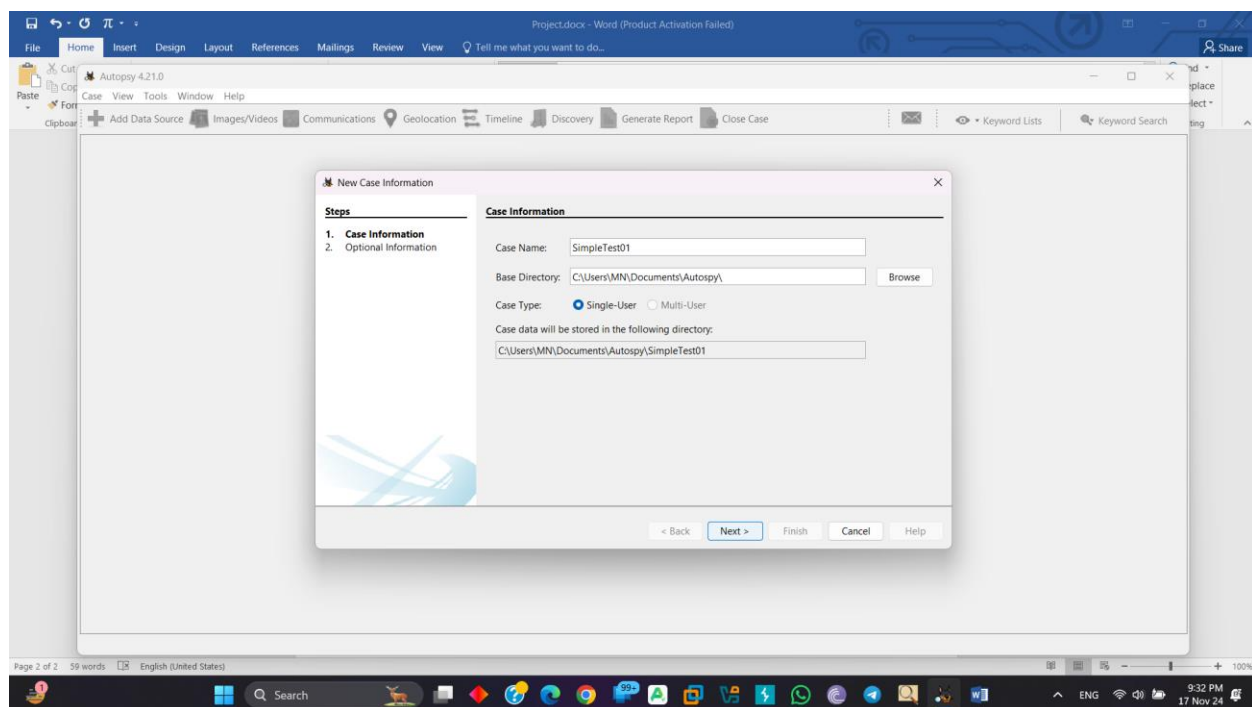 Project.docx - Word (Product Activation Failed)
File Home Insert Design Layout References Mailings Review View Tell me what you want to do... Share
Paste
Clipboar
Autopsy 4.21.0
Case View Tools Window Help
Add Data Source Images/Videos Communications Geolocation Timeline Discovery Generate Report Close Case Keyword Lists Keyword Search
New Case Information
Steps
1. Case Information
2. Optional Information
Case Information
Case Name: SimpleTest01
Base Directory: C:\Users\MN\Documents\Autospy\ Browse
Case Type: Single-User Multi-User
Case data will be stored in the following directory:
C:\Users\MN\Documents\Autospy\SimpleTest01
< Back Next > Finish Cancel Help
Page 2 of 2 59 words English (United States) 100%
Search 99+ ENG 9:32 PM
17 Nov 24